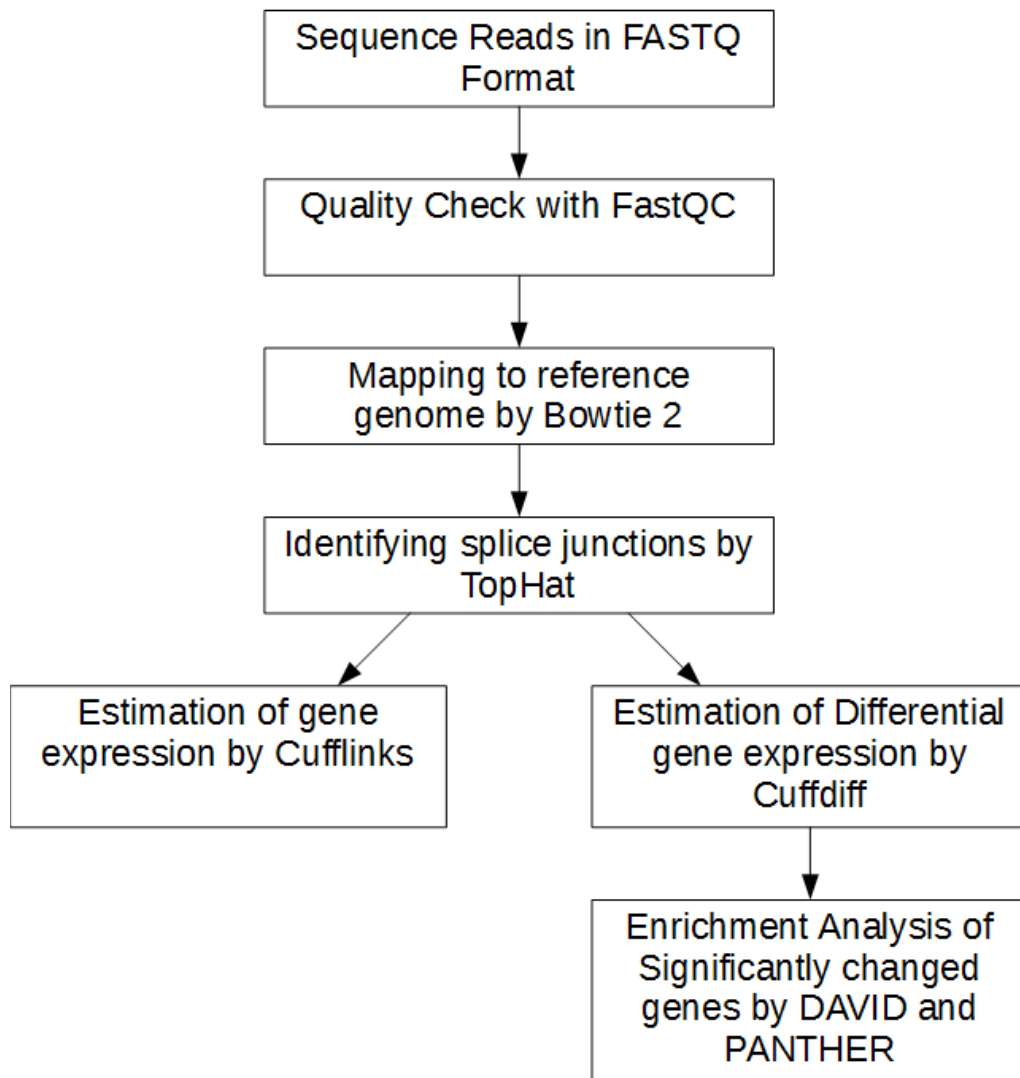 Sequence Reads in FASTQ
Format
Quality Check with FastQC
Mapping to reference
genome by Bowtie 2
Identifying splice junctions by
TopHat
Estimation of gene
expression by Cufflinks
Estimation of Differential
gene expression by
Cuffdiff
Enrichment Analysis of
Significantly changed
genes by DAVID and
PANTHER